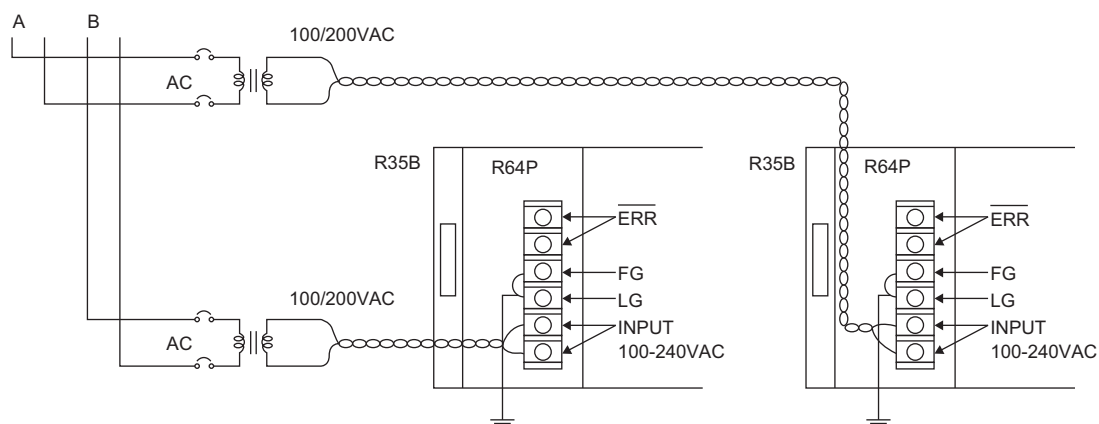 A
B
100/200VAC
AC
R35B
R64P
ERR
FG
LG
INPUT
100-240VAC
R35B
R64P
ERR
FG
LG
INPUT
100-240VAC
100/200VAC
AC